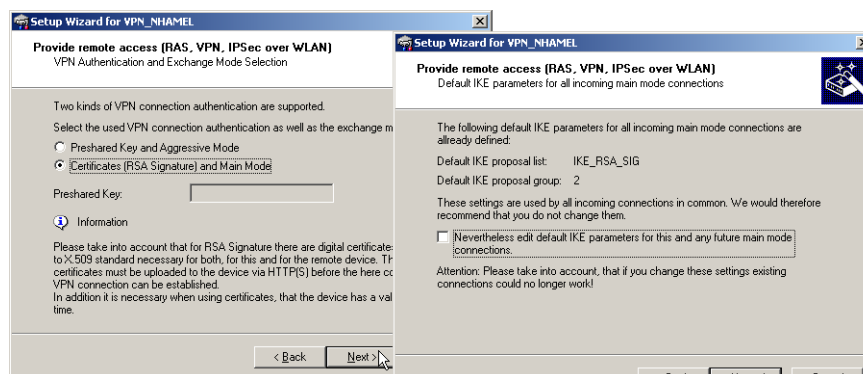 Setup Wizard for VPN_NHAMEL
Provide remote access (RAS, VPN, IPSec over WLAN)
VPN Authentication and Exchange Mode Selection
Two kinds of VPN connection authentication are supported.
Select the used VPN connection authentication as well as the exchange m
Preshared Key and Aggressive Mode
Certificates (RSA Signature) and Main Mode
Preshared Key:
Information
Please take into account that for RSA Signature there are digital certificate
to X.509 standard necessary for both, for this and for the remote device. Th
certificates must be uploaded to the device via HTTP(S) before the here co
VPN connection can be established.
In addition it is necessary when using certificates, that the device has a val
time.
< Back
Next >
Setup Wizard for VPN_NHAMEL
Provide remote access (RAS, VPN, IPSec over WLAN)
Default IKE parameters for all incoming main mode connections
The following default IKE parameters for all incoming main mode connections are
already defined:
Default IKE proposal list: IKE_RSA_SIG
Default IKE proposal group: 2
These settings are used by all incoming connections in common. We would therefore
recommend that you do not change them.
Nevertheless edit default IKE parameters for this and any future main mode
connections.
Attention: Please take into account, that if you change these settings existing
connections could no longer work!